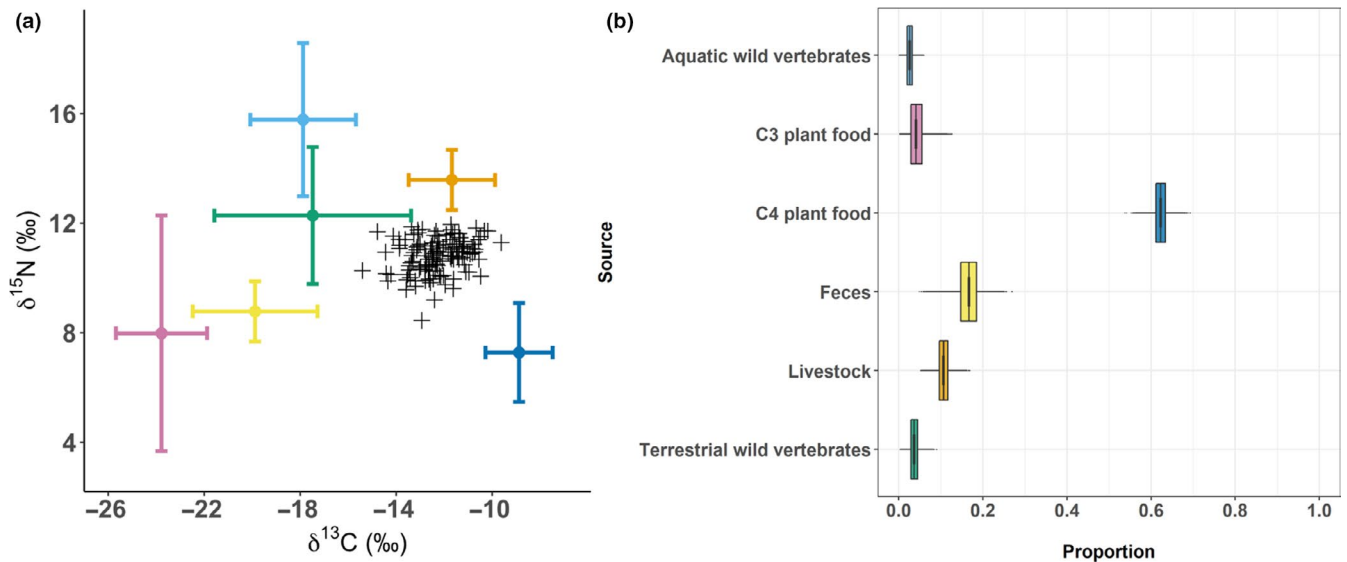 (a)
16
12
8
4
δ15N (‰)
−26 −22 −18 −14 −10
δ13C (‰)
(b)
Source
Aquatic wild vertebrates
C3 plant food
C4 plant food
Feces
Livestock
Terrestrial wild vertebrates
0.0 0.2 0.4 0.6 0.8 1.0
Proportion